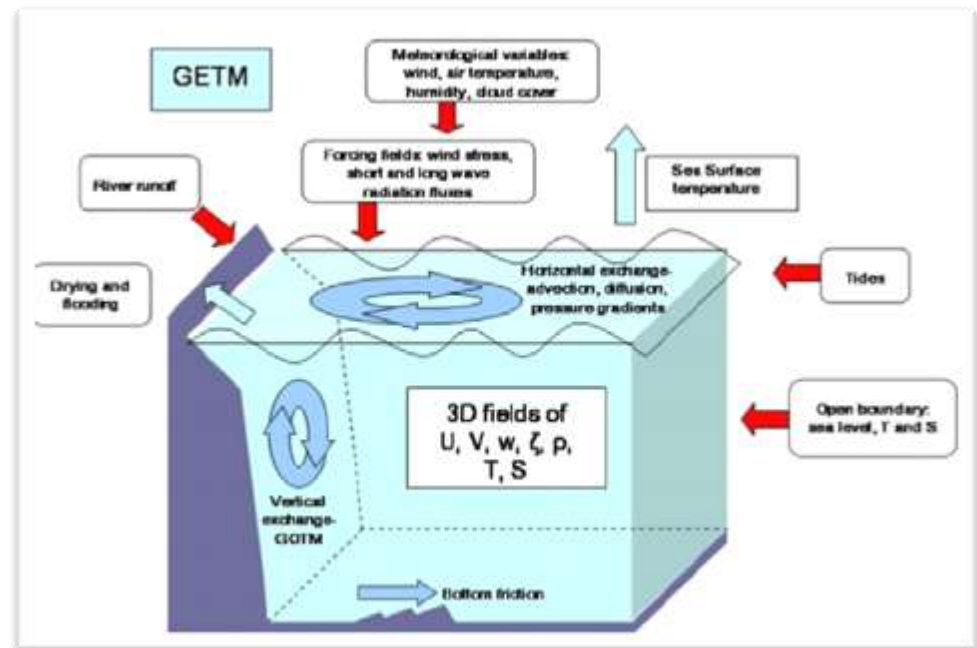 GETM
Meteorological variables:
wind, air temperature,
humidity, cloud cover
Forcing fields: wind stress,
short and long wave
radiation fluxes
River runoff
Sea Surface
temperature
Drying and
flooding
Horizontal exchange-
advection, diffusion,
pressure gradients
Tides
3D fields of
U, V, w, ζ, ρ,
T, S
Open boundary:
sea level, T and S
Vertical
exchange-
GOTM
Bottom friction